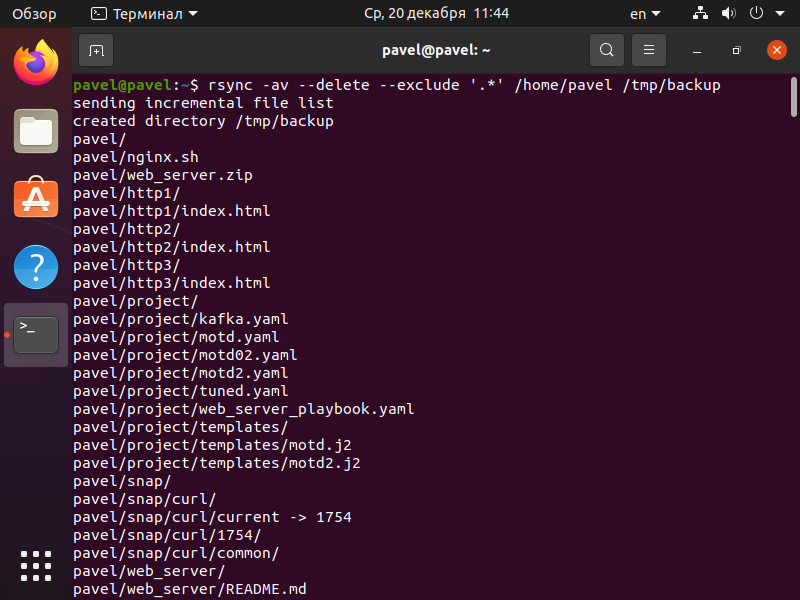 Обзор Терминал Ср, 20 декабря 11:44 en
pavel@pavel: ~
pavel@pavel:~$ rsync -av --delete --exclude '.*' /home/pavel /tmp/backup
sending incremental file list
created directory /tmp/backup
pavel/
pavel/nginx.sh
pavel/web_server.zip
pavel/http1/
pavel/http1/index.html
pavel/http2/
pavel/http2/index.html
pavel/http3/
pavel/http3/index.html
pavel/project/
pavel/project/kafka.yaml
pavel/project/motd.yaml
pavel/project/motd02.yaml
pavel/project/motd2.yaml
pavel/project/tuned.yaml
pavel/project/web_server_playbook.yaml
pavel/project/templates/
pavel/project/templates/motd.j2
pavel/project/templates/motd2.j2
pavel/snap/
pavel/snap/curl/
pavel/snap/curl/current -> 1754
pavel/snap/curl/1754/
pavel/snap/curl/common/
pavel/web_server/
pavel/web_server/README.md